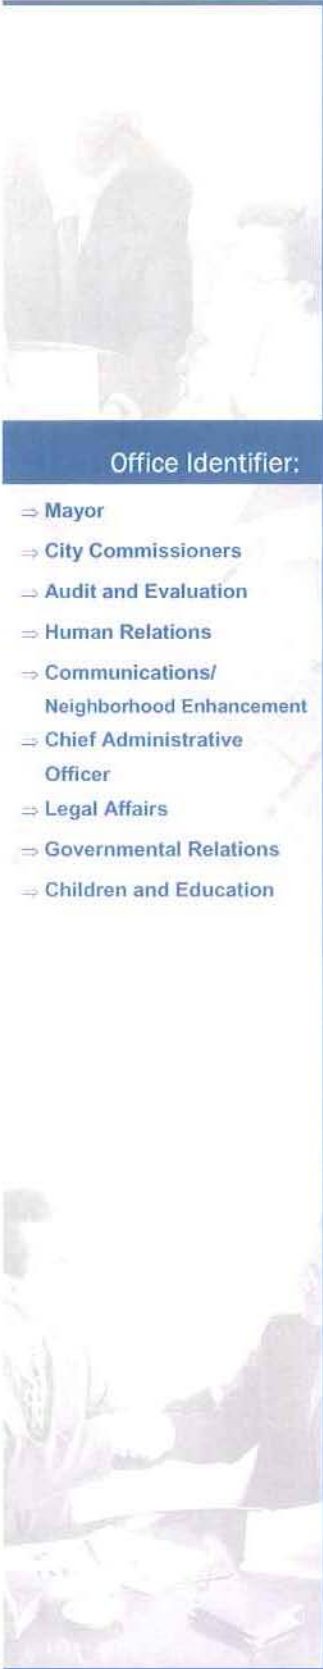 Office Identifier:
⇒ Mayor
⇒ City Commissioners
⇒ Audit and Evaluation
⇒ Human Relations
⇒ Communications/
Neighborhood Enhancement
⇒ Chief Administrative
Officer
⇒ Legal Affairs
⇒ Governmental Relations
⇒ Children and Education